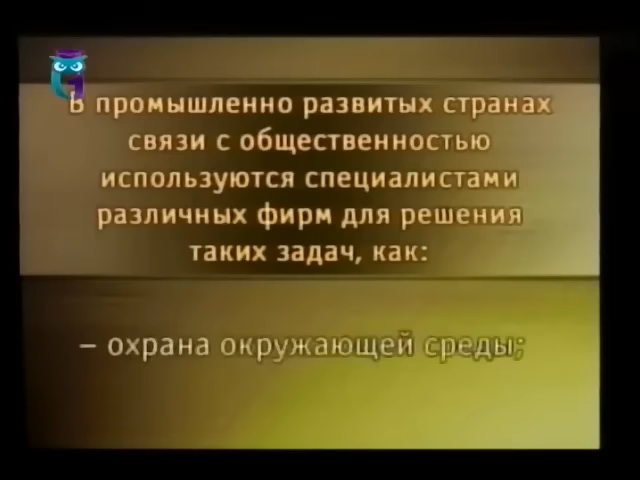 В промышленно развитых странах
связи с общественностью
используются специалистами
различных фирм для решения
таких задач, как:
– охрана окружающей среды;